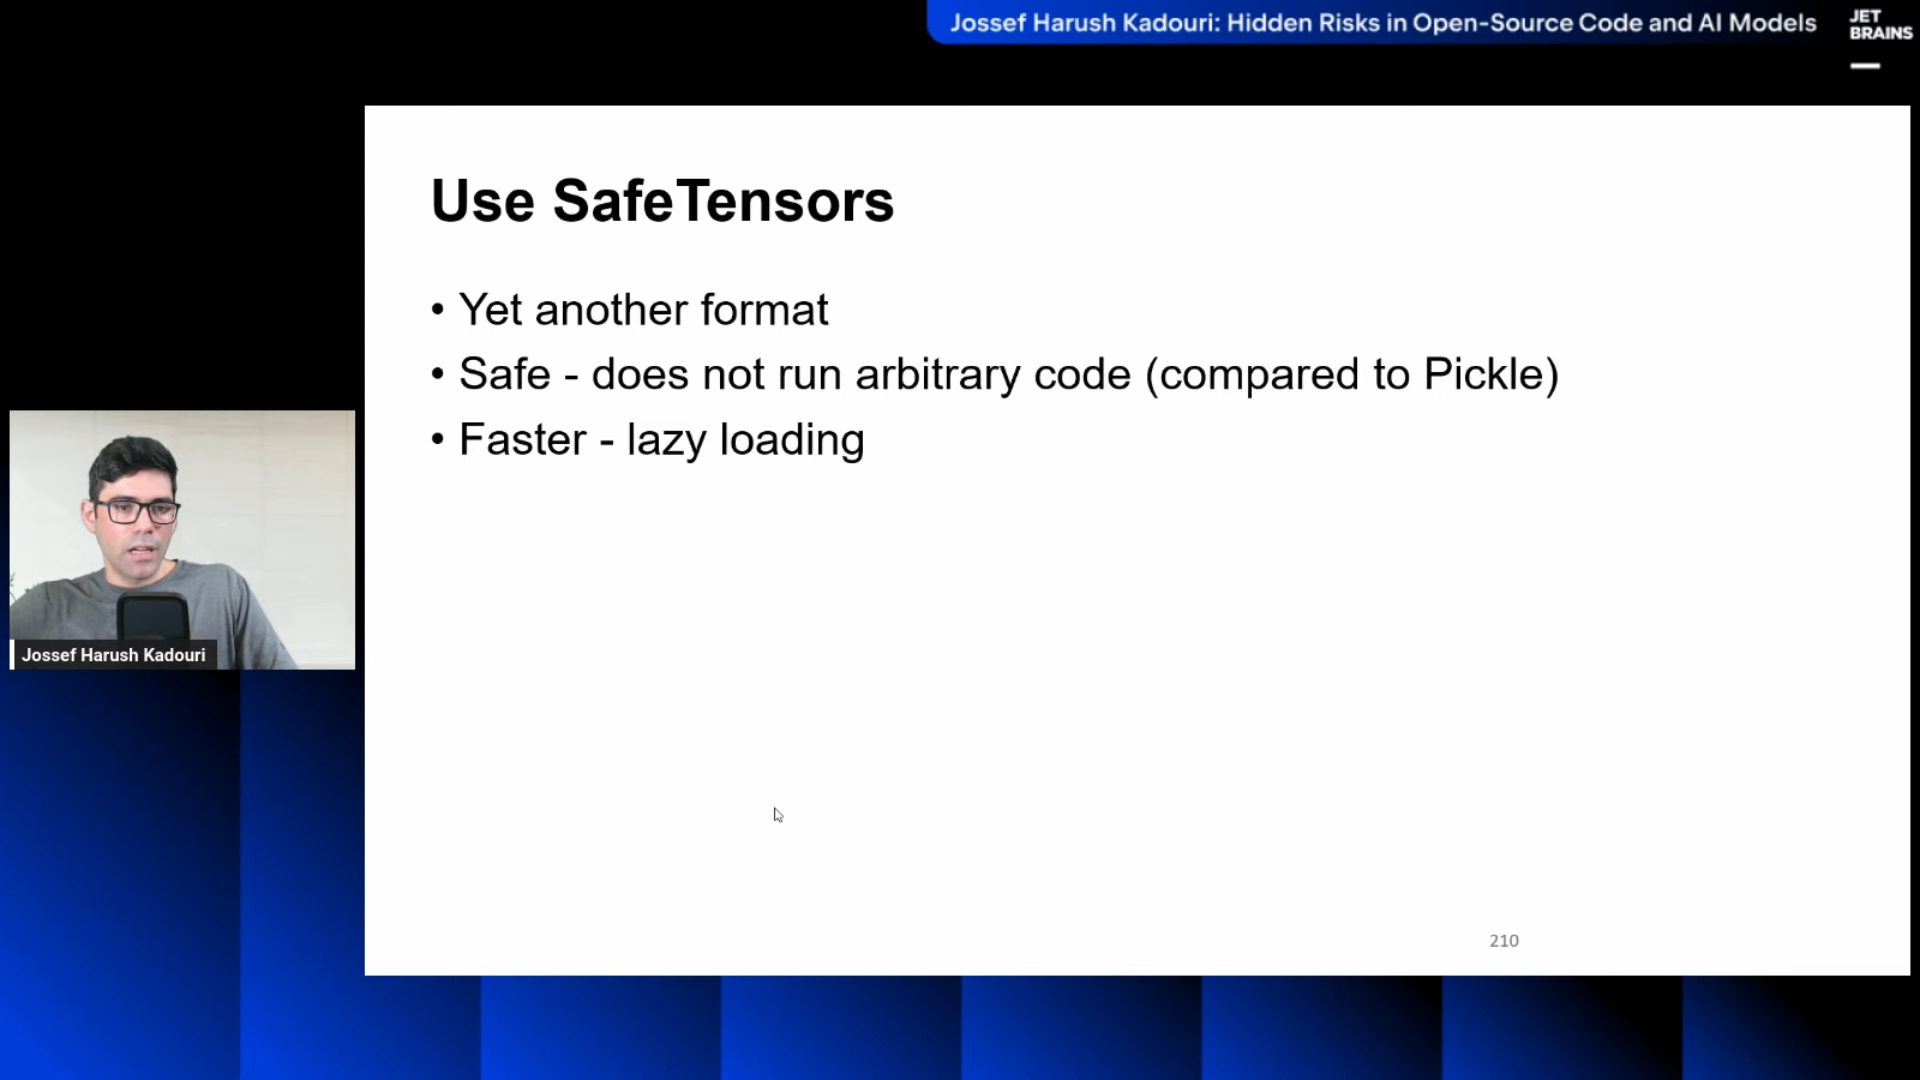 Jossef Harush Kadouri: Hidden Risks in Open-Source Code and AI Models
JET
BRAINS
Use SafeTensors
• Yet another format
• Safe - does not run arbitrary code (compared to Pickle)
• Faster - lazy loading
Jossef Harush Kadouri
210